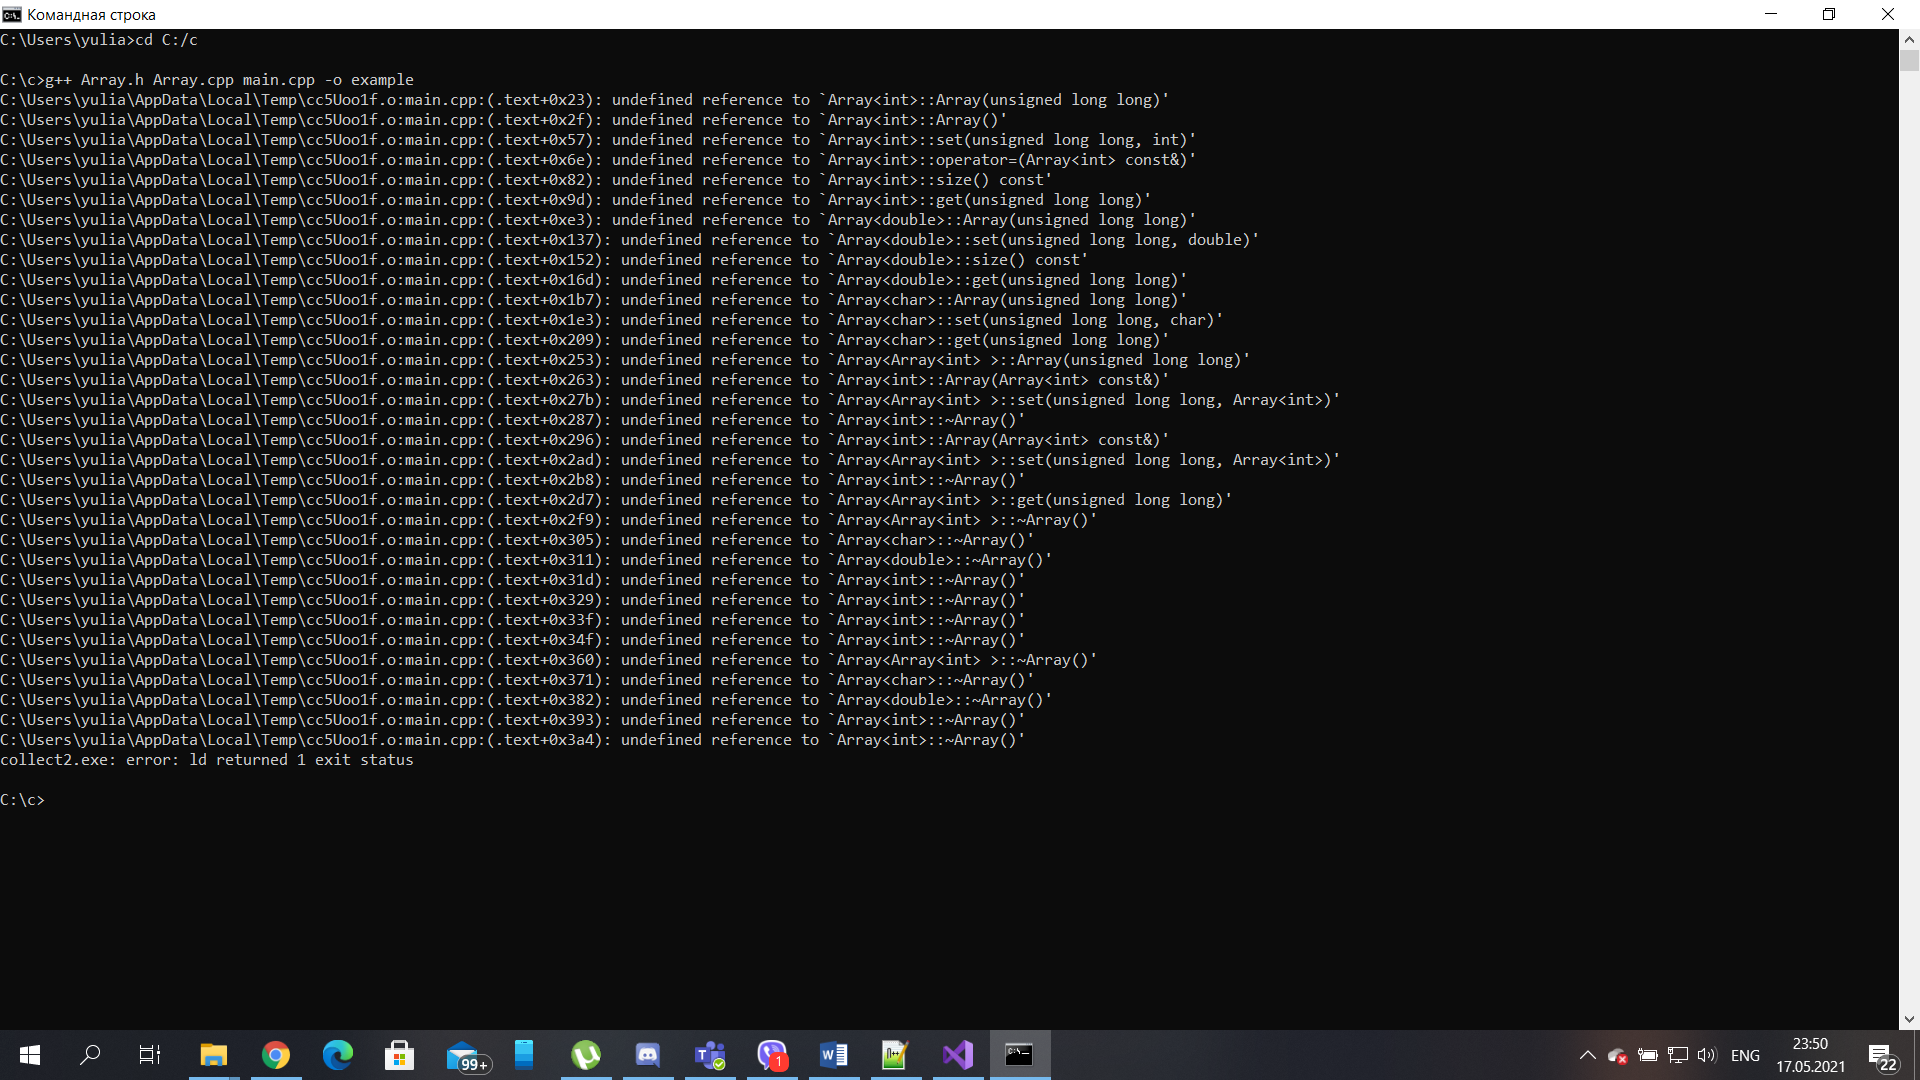 Командная строка
C:\Users\yulia>cd C:/c
C:\c>g++ Array.h Array.cpp main.cpp -o example
C:\Users\yulia\AppData\Local\Temp\cc5Uoo1f.o:main.cpp:(.text+0x23): undefined reference to `Array<int>::Array(unsigned long long)'
C:\Users\yulia\AppData\Local\Temp\cc5Uoo1f.o:main.cpp:(.text+0x2f): undefined reference to `Array<int>::Array()'
C:\Users\yulia\AppData\Local\Temp\cc5Uoo1f.o:main.cpp:(.text+0x57): undefined reference to `Array<int>::set(unsigned long long, int)'
C:\Users\yulia\AppData\Local\Temp\cc5Uoo1f.o:main.cpp:(.text+0x6e): undefined reference to `Array<int>::operator=(Array<int> const&)'
C:\Users\yulia\AppData\Local\Temp\cc5Uoo1f.o:main.cpp:(.text+0x82): undefined reference to `Array<int>::size() const'
C:\Users\yulia\AppData\Local\Temp\cc5Uoo1f.o:main.cpp:(.text+0x9d): undefined reference to `Array<int>::get(unsigned long long)'
C:\Users\yulia\AppData\Local\Temp\cc5Uoo1f.o:main.cpp:(.text+0xe3): undefined reference to `Array<double>::Array(unsigned long long)'
C:\Users\yulia\AppData\Local\Temp\cc5Uoo1f.o:main.cpp:(.text+0x137): undefined reference to `Array<double>::set(unsigned long long, double)'
C:\Users\yulia\AppData\Local\Temp\cc5Uoo1f.o:main.cpp:(.text+0x152): undefined reference to `Array<double>::size() const'
C:\Users\yulia\AppData\Local\Temp\cc5Uoo1f.o:main.cpp:(.text+0x16d): undefined reference to `Array<double>::get(unsigned long long)'
C:\Users\yulia\AppData\Local\Temp\cc5Uoo1f.o:main.cpp:(.text+0x1b7): undefined reference to `Array<char>::Array(unsigned long long)'
C:\Users\yulia\AppData\Local\Temp\cc5Uoo1f.o:main.cpp:(.text+0x1e3): undefined reference to `Array<char>::set(unsigned long long, char)'
C:\Users\yulia\AppData\Local\Temp\cc5Uoo1f.o:main.cpp:(.text+0x209): undefined reference to `Array<char>::get(unsigned long long)'
C:\Users\yulia\AppData\Local\Temp\cc5Uoo1f.o:main.cpp:(.text+0x253): undefined reference to `Array<Array<int> >::Array(unsigned long long)'
C:\Users\yulia\AppData\Local\Temp\cc5Uoo1f.o:main.cpp:(.text+0x263): undefined reference to `Array<int>::Array(Array<int> const&)'
C:\Users\yulia\AppData\Local\Temp\cc5Uoo1f.o:main.cpp:(.text+0x27b): undefined reference to `Array<Array<int> >::set(unsigned long long, Array<int>)'
C:\Users\yulia\AppData\Local\Temp\cc5Uoo1f.o:main.cpp:(.text+0x287): undefined reference to `Array<int>::~Array()'
C:\Users\yulia\AppData\Local\Temp\cc5Uoo1f.o:main.cpp:(.text+0x296): undefined reference to `Array<int>::Array(Array<int> const&)'
C:\Users\yulia\AppData\Local\Temp\cc5Uoo1f.o:main.cpp:(.text+0x2ad): undefined reference to `Array<Array<int> >::set(unsigned long long, Array<int>)'
C:\Users\yulia\AppData\Local\Temp\cc5Uoo1f.o:main.cpp:(.text+0x2b8): undefined reference to `Array<int>::~Array()'
C:\Users\yulia\AppData\Local\Temp\cc5Uoo1f.o:main.cpp:(.text+0x2d7): undefined reference to `Array<Array<int> >::get(unsigned long long)'
C:\Users\yulia\AppData\Local\Temp\cc5Uoo1f.o:main.cpp:(.text+0x2f9): undefined reference to `Array<Array<int> >::~Array()'
C:\Users\yulia\AppData\Local\Temp\cc5Uoo1f.o:main.cpp:(.text+0x305): undefined reference to `Array<char>::~Array()'
C:\Users\yulia\AppData\Local\Temp\cc5Uoo1f.o:main.cpp:(.text+0x311): undefined reference to `Array<double>::~Array()'
C:\Users\yulia\AppData\Local\Temp\cc5Uoo1f.o:main.cpp:(.text+0x31d): undefined reference to `Array<int>::~Array()'
C:\Users\yulia\AppData\Local\Temp\cc5Uoo1f.o:main.cpp:(.text+0x329): undefined reference to `Array<int>::~Array()'
C:\Users\yulia\AppData\Local\Temp\cc5Uoo1f.o:main.cpp:(.text+0x33f): undefined reference to `Array<int>::~Array()'
C:\Users\yulia\AppData\Local\Temp\cc5Uoo1f.o:main.cpp:(.text+0x34f): undefined reference to `Array<int>::~Array()'
C:\Users\yulia\AppData\Local\Temp\cc5Uoo1f.o:main.cpp:(.text+0x360): undefined reference to `Array<Array<int> >::~Array()'
C:\Users\yulia\AppData\Local\Temp\cc5Uoo1f.o:main.cpp:(.text+0x371): undefined reference to `Array<char>::~Array()'
C:\Users\yulia\AppData\Local\Temp\cc5Uoo1f.o:main.cpp:(.text+0x382): undefined reference to `Array<double>::~Array()'
C:\Users\yulia\AppData\Local\Temp\cc5Uoo1f.o:main.cpp:(.text+0x393): undefined reference to `Array<int>::~Array()'
C:\Users\yulia\AppData\Local\Temp\cc5Uoo1f.o:main.cpp:(.text+0x3a4): undefined reference to `Array<int>::~Array()'
collect2.exe: error: ld returned 1 exit status
C:\c>
99+
1
ENG
23:50
17.05.2021
22